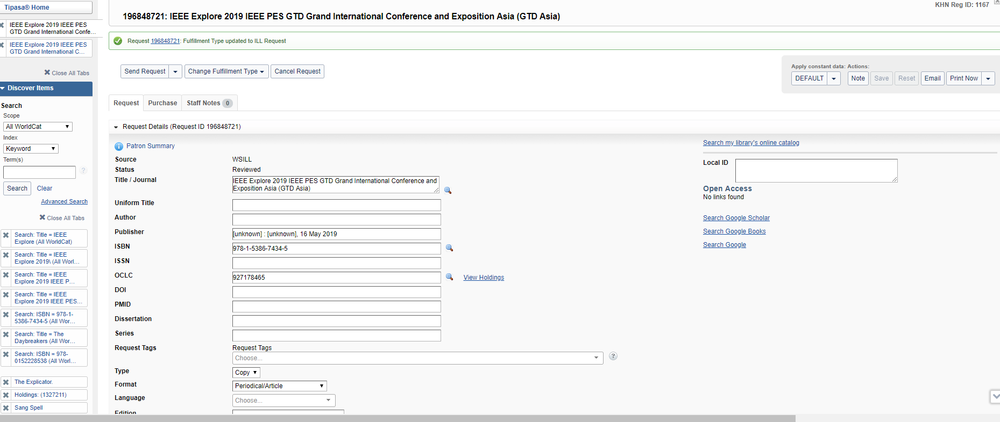 Tipasa® Home
IEEE Explore 2019 IEEE PES
GTD Grand International Confe...
IEEE Explore 2019 IEEE PES
GTD Grand International C...
Close All Tabs
Discover Items
Search
Scope
All WorldCat
Index
Keyword
Term(s)
?
Search Clear
Advanced Search
Close All Tabs
Search: Title = IEEE
Explore (All WorldCat)
Search: Title = IEEE
Explore 2019\ (All Worl...
Search: Title = IEEE
Explore 2019 IEEE P...
Search: Title = IEEE
Explore 2019 IEEE PES...
Search: ISBN = 978-1-
5386-7434-5 (All Wor...
Search: Title = The
Daybreakers (All Wor...
Search: ISBN = 978-
0152228538 (All Worl...
The Explicator.
Holdings: (1327211)
Sang Spell
KHN Reg ID: 1167
196848721: IEEE Explore 2019 IEEE PES GTD Grand International Conference and Exposition Asia (GTD Asia)
Request 196848721: Fulfillment Type updated to ILL Request
Send Request Change Fulfillment Type Cancel Request
Apply constant data: Actions:
DEFAULT Note Save Reset Email Print Now
Request Purchase Staff Notes 0
Request Details (Request ID 196848721)
Patron Summary
Source WSILL
Status Reviewed
Title / Journal IEEE Explore 2019 IEEE PES GTD Grand International Conference and
Exposition Asia (GTD Asia)
Uniform Title
Author
Publisher [unknown] : [unknown], 16 May 2019
ISBN 978-1-5386-7434-5
ISSN
OCLC 927178465 View Holdings
DOI
PMID
Dissertation
Series
Request Tags Request Tags
Choose... ?
Type Copy
Format Periodical/Article
Language Choose...
Edition
Search my library's online catalog
Local ID
Open Access
No links found
Search Google Scholar
Search Google Books
Search Google